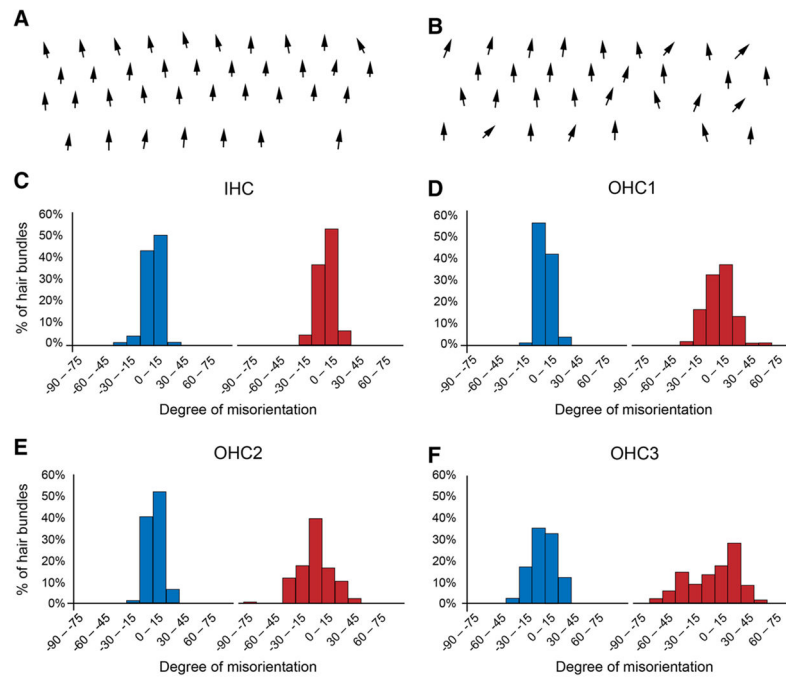 A
B
C
IHC
% of hair bundles
60%
50%
40%
30%
20%
10%
0%
-90 – -75
-60 – -45
-30 – -15
0 – 15
30 – 45
60 – 75
-90 – -75
-60 – -45
-30 – -15
0 – 15
30 – 45
60 – 75
Degree of misorientation
D
OHC1
60%
50%
40%
30%
20%
10%
0%
-90 – -75
-60 – -45
-30 – -15
0 – 15
30 – 45
60 – 75
-90 – -75
-60 – -45
-30 – -15
0 – 15
30 – 45
60 – 75
Degree of misorientation
E
OHC2
% of hair bundles
60%
50%
40%
30%
20%
10%
0%
-90 – -75
-60 – -45
-30 – -15
0 – 15
30 – 45
60 – 75
-90 – -75
-60 – -45
-30 – -15
0 – 15
30 – 45
60 – 75
Degree of misorientation
F
OHC3
60%
50%
40%
30%
20%
10%
0%
-90 – -75
-60 – -45
-30 – -15
0 – 15
30 – 45
60 – 75
-90 – -75
-60 – -45
-30 – -15
0 – 15
30 – 45
60 – 75
Degree of misorientation